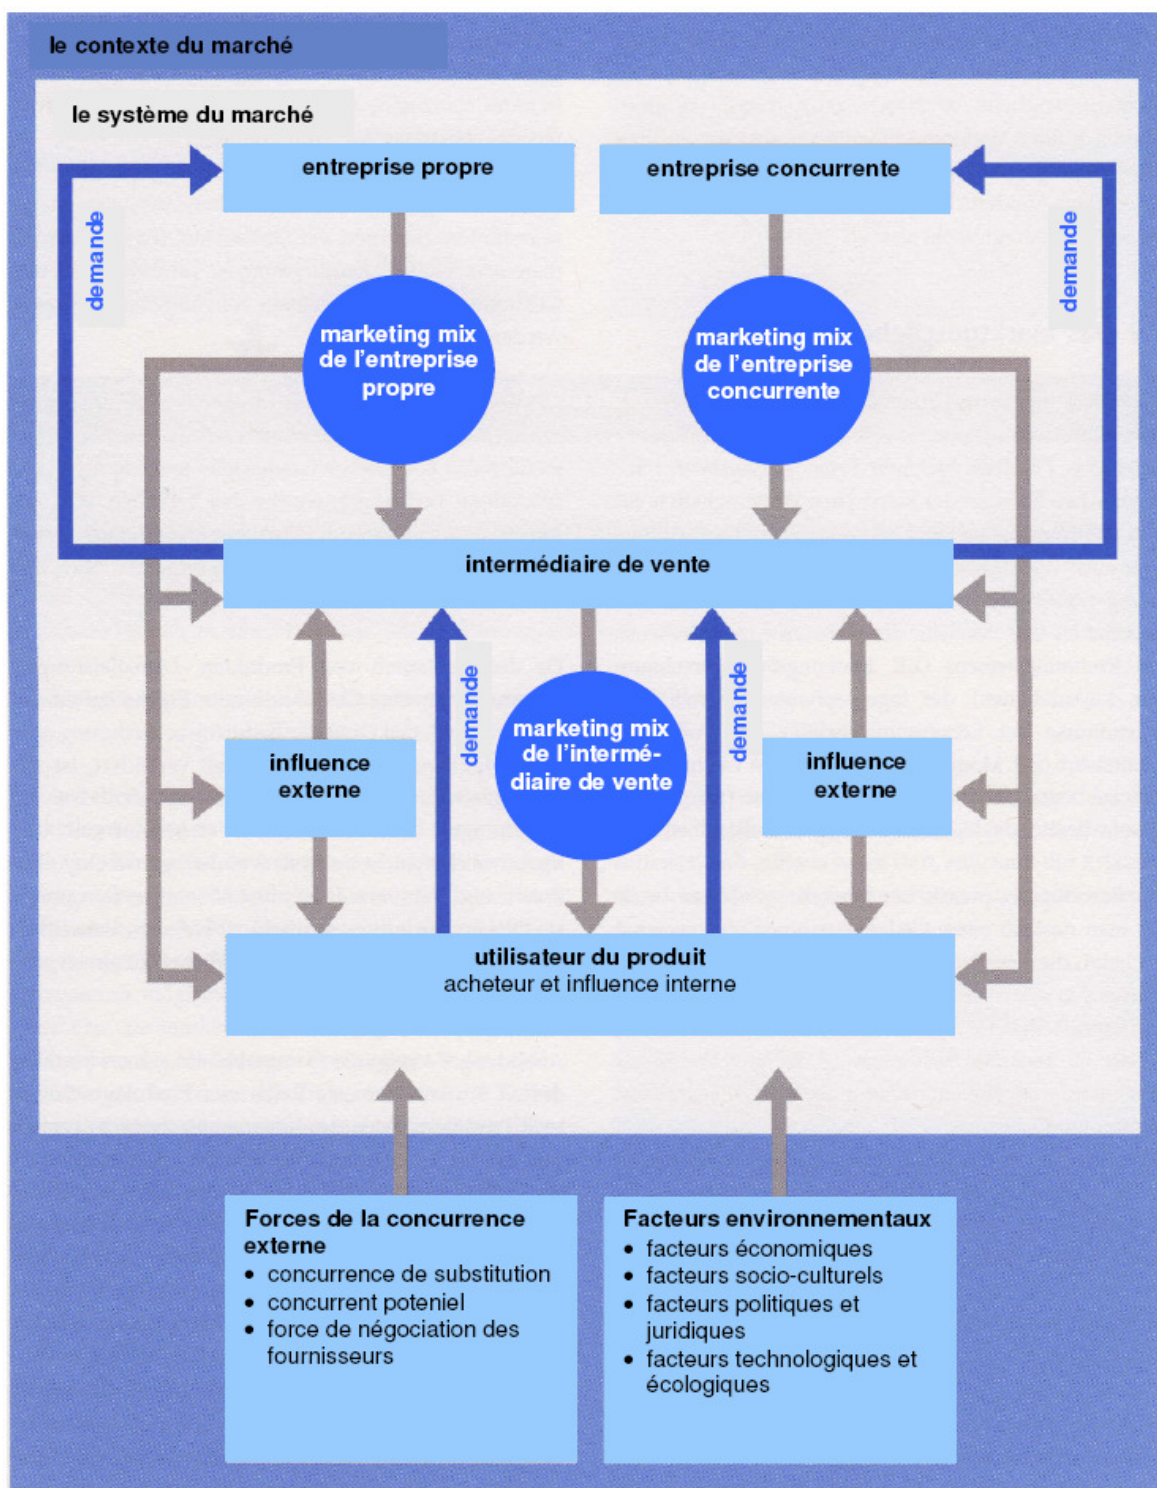 le contexte du marché
le système du marché
entreprise propre
entreprise concurrente
demande
demande
marketing mix
de l'entreprise
propre
marketing mix
de l'entreprise
concurrente
intermédiaire de vente
demande
demande
influence
externe
marketing mix
de l'intermé-
diaire de vente
influence
externe
utilisateur du produit
acheteur et influence interne
Forces de la concurrence
externe
• concurrence de substitution
• concurrent poteniel
• force de négociation des
fournisseurs
Facteurs environmentaux
• facteurs économiques
• facteurs socio-culturels
• facteurs politiques et
juridiques
• facteurs technologiques et
écologiques